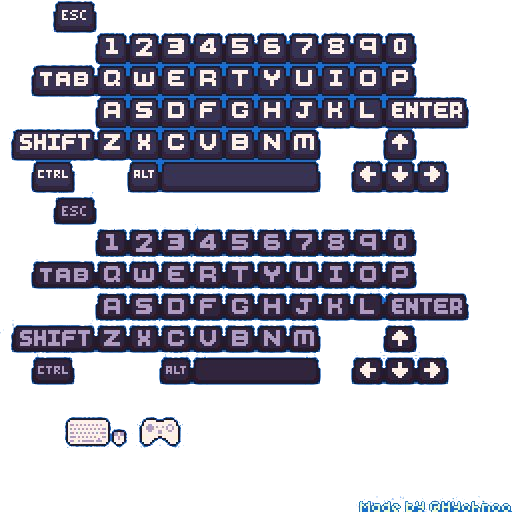 ESC
1 2 3 4 5 6 7 8 9 0
TAB Q W E R T Y U I O P
A S D F G H J K L ENTER
SHIFT Z X C V B N M ↑
CTRL ALT ← ↓ →
ESC
1 2 3 4 5 6 7 8 9 0
TAB Q W E R T Y U I O P
A S D F G H J K L ENTER
SHIFT Z X C V B N M ↑
CTRL ALT ← ↓ →
Made by